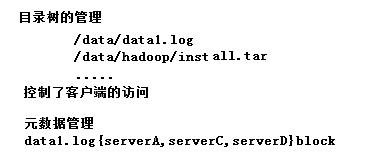 目录树的管理
/data/data1.log
/data/hadoop/install.tar
.....
控制了客户端的访问
元数据管理
data1.log{serverA,serverC,serverD}block